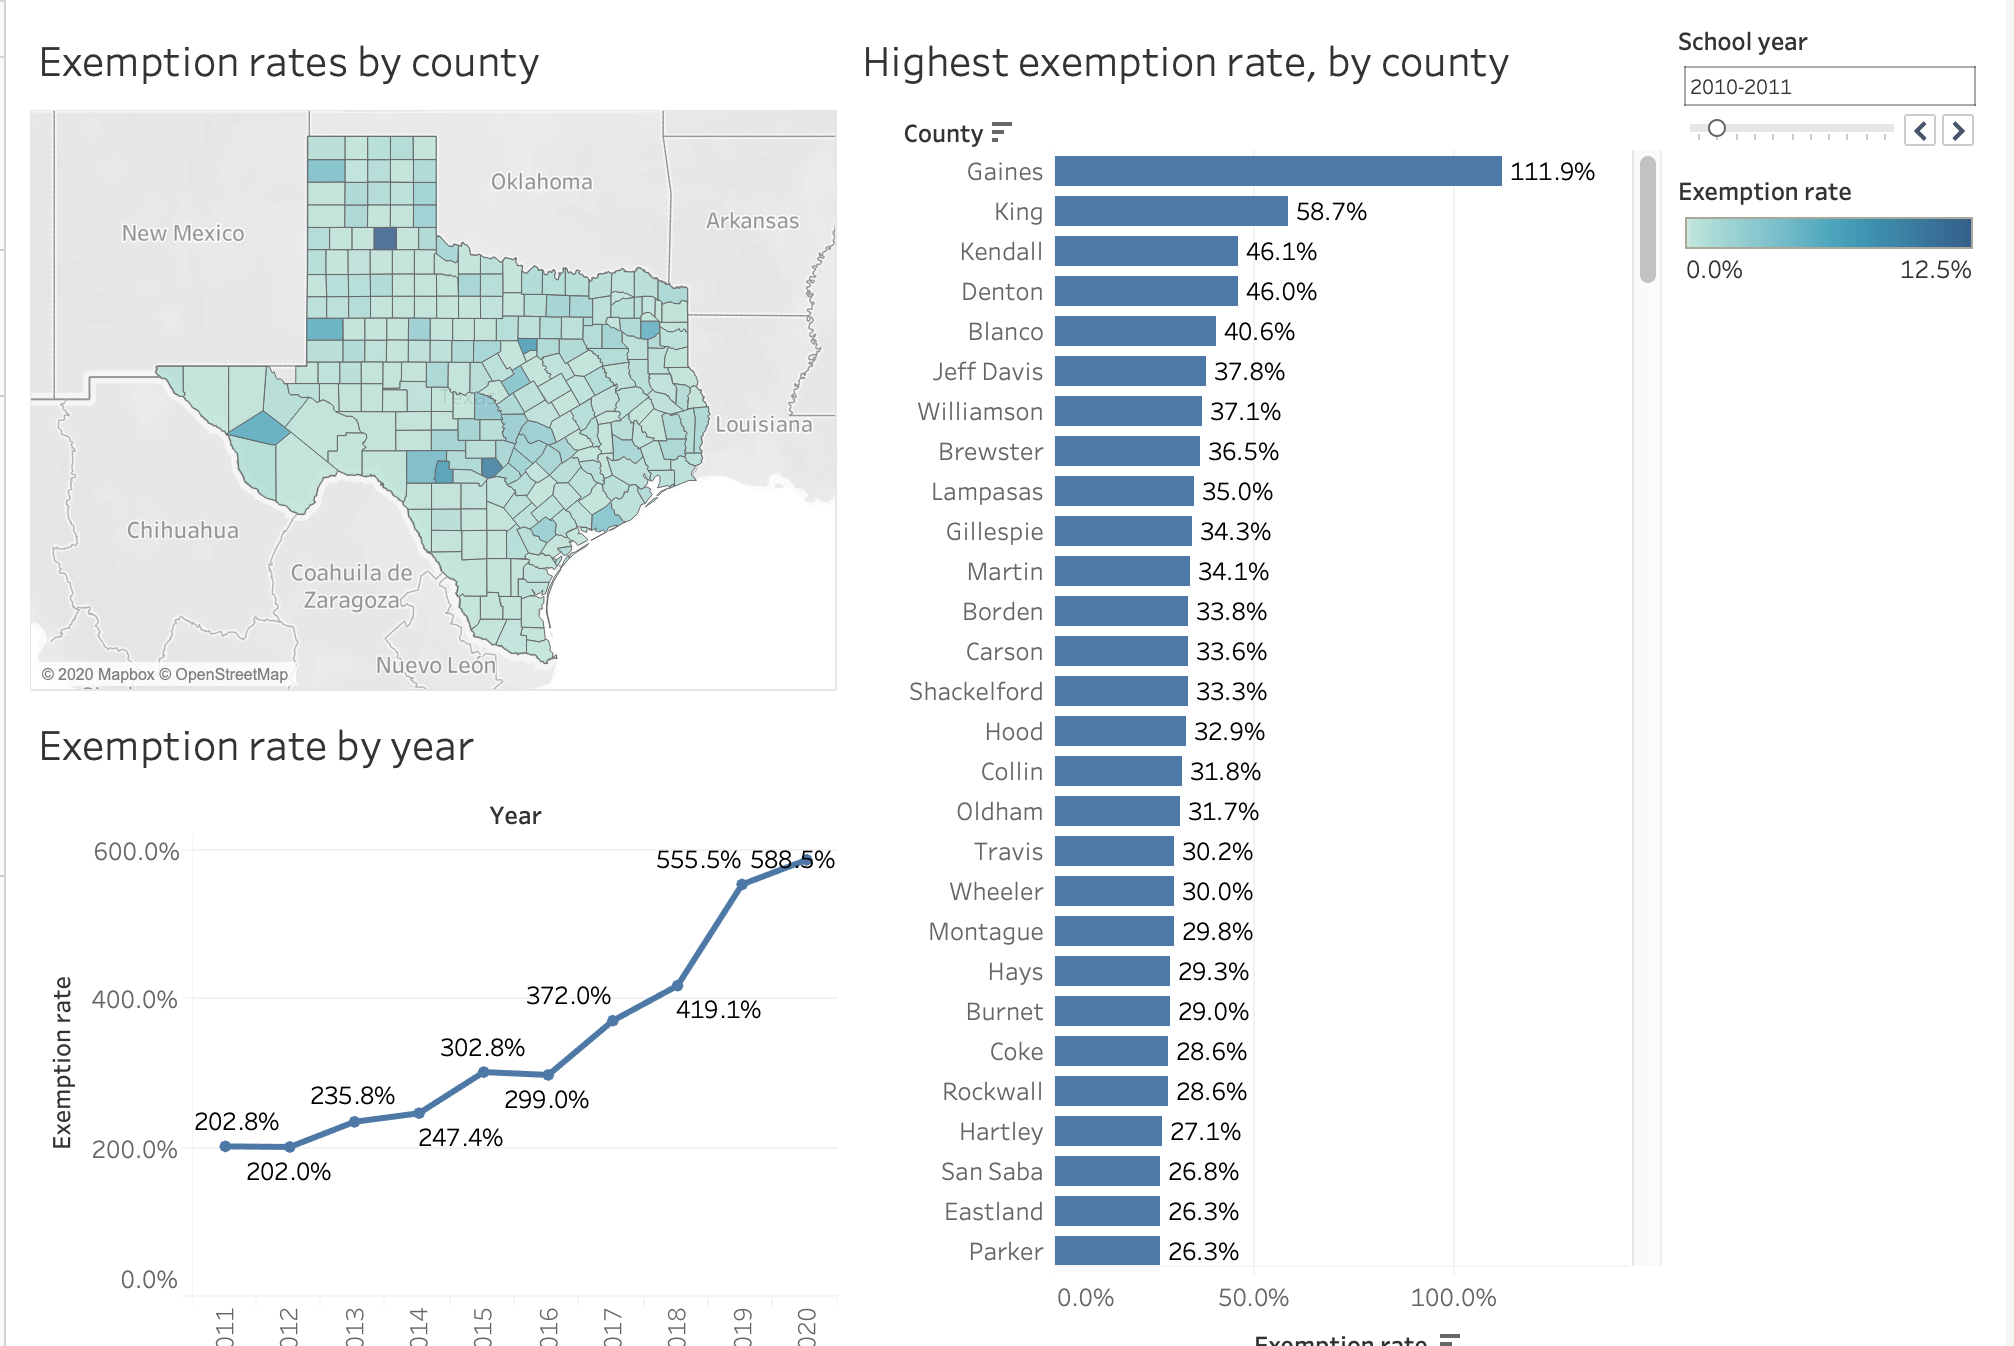 Exemption rates by county
Oklahoma
New Mexico
Arkansas
Texas
Louisiana
Chihuahua
Coahuila de
Zaragoza
Nuevo León
© 2020 Mapbox © OpenStreetMap
Exemption rate by year
Year
Exemption rate
600.0%
400.0%
200.0%
0.0%
202.8%
202.0%
235.8%
247.4%
302.8%
299.0%
372.0%
419.1%
555.5%
588.5%
011
012
013
014
015
016
017
018
019
020
Highest exemption rate, by county
County
Gaines 111.9%
King 58.7%
Kendall 46.1%
Denton 46.0%
Blanco 40.6%
Jeff Davis 37.8%
Williamson 37.1%
Brewster 36.5%
Lampasas 35.0%
Gillespie 34.3%
Martin 34.1%
Borden 33.8%
Carson 33.6%
Shackelford 33.3%
Hood 32.9%
Collin 31.8%
Oldham 31.7%
Travis 30.2%
Wheeler 30.0%
Montague 29.8%
Hays 29.3%
Burnet 29.0%
Coke 28.6%
Rockwall 28.6%
Hartley 27.1%
San Saba 26.8%
Eastland 26.3%
Parker 26.3%
0.0% 50.0% 100.0%
Exemption rate
School year
2010-2011
Exemption rate
0.0% 12.5%